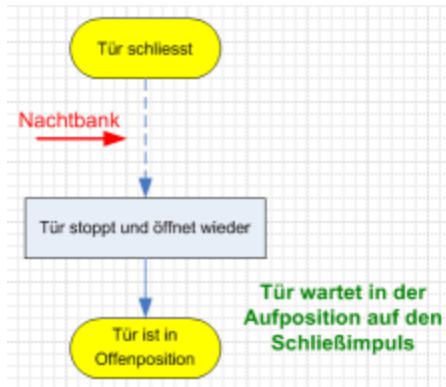 Tür schliesst
Nachtbank
Tür stoppt und öffnet wieder
Tür wartet in der
Aufposition auf den
Schließimpuls
Tür ist in
Offenposition